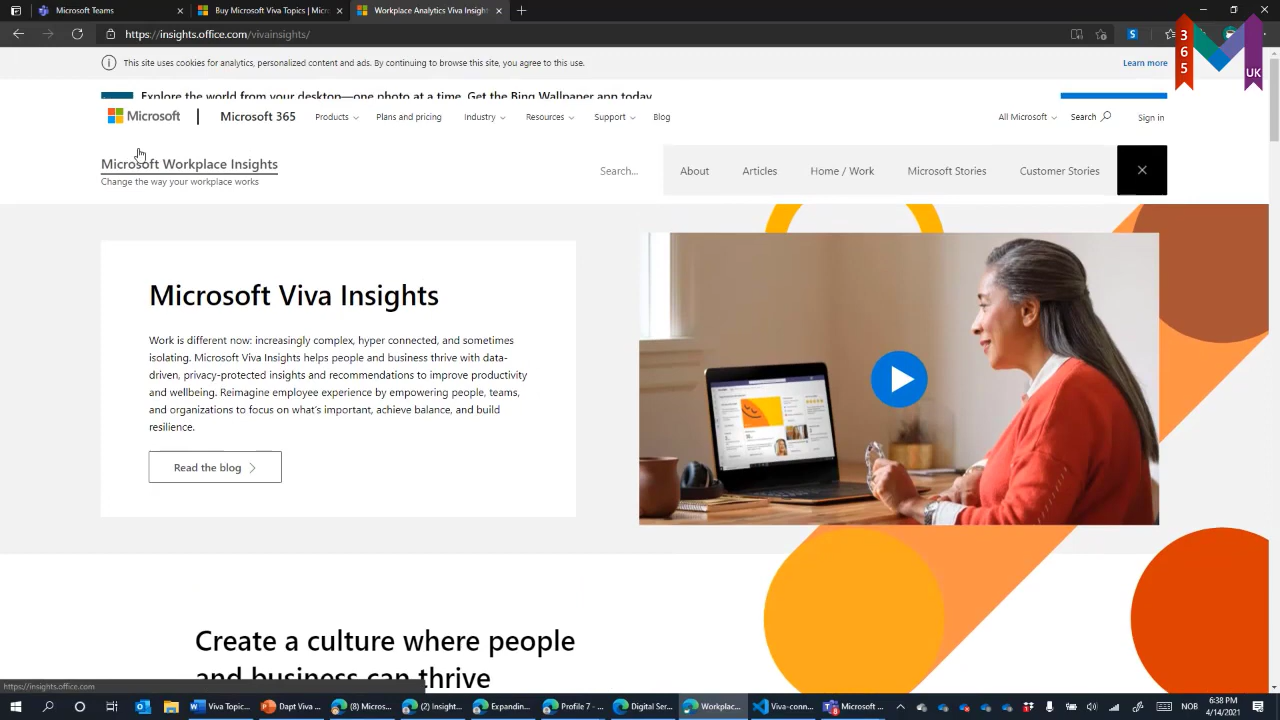 Microsoft Teams
Buy Microsoft Viva Topics | Micr
Workplace Analytics Viva Insight
https://insights.office.com/vivainsights/
S
365
UK
This site uses cookies for analytics, personalized content and ads. By continuing to browse this site, you agree to this use.
Learn more
Explore the world from your desktop—one photo at a time. Get the Bing Wallpaper app today
Microsoft
Microsoft 365
Products
Plans and pricing
Industry
Resources
Support
Blog
All Microsoft
Search
Sign in
Microsoft Workplace Insights
Change the way your workplace works
Search...
About
Articles
Home / Work
Microsoft Stories
Customer Stories
Microsoft Viva Insights
Work is different now: increasingly complex, hyper connected, and sometimes
isolating. Microsoft Viva Insights helps people and business thrive with data-
driven, privacy-protected insights and recommendations to improve productivity
and wellbeing. Reimagine employee experience by empowering people, teams,
and organizations to focus on what's important, achieve balance, and build
resilience.
Read the blog
Create a culture where people
and business can thrive
https://insights.office.com
Viva Topic...
Dapt Viva ...
(8) Micros...
(2) Insight...
Expandin...
Profile 7 - ...
Digital Ser...
Workplac...
Viva-conn...
Microsoft ...
NOB
6:38 PM
4/14/2021